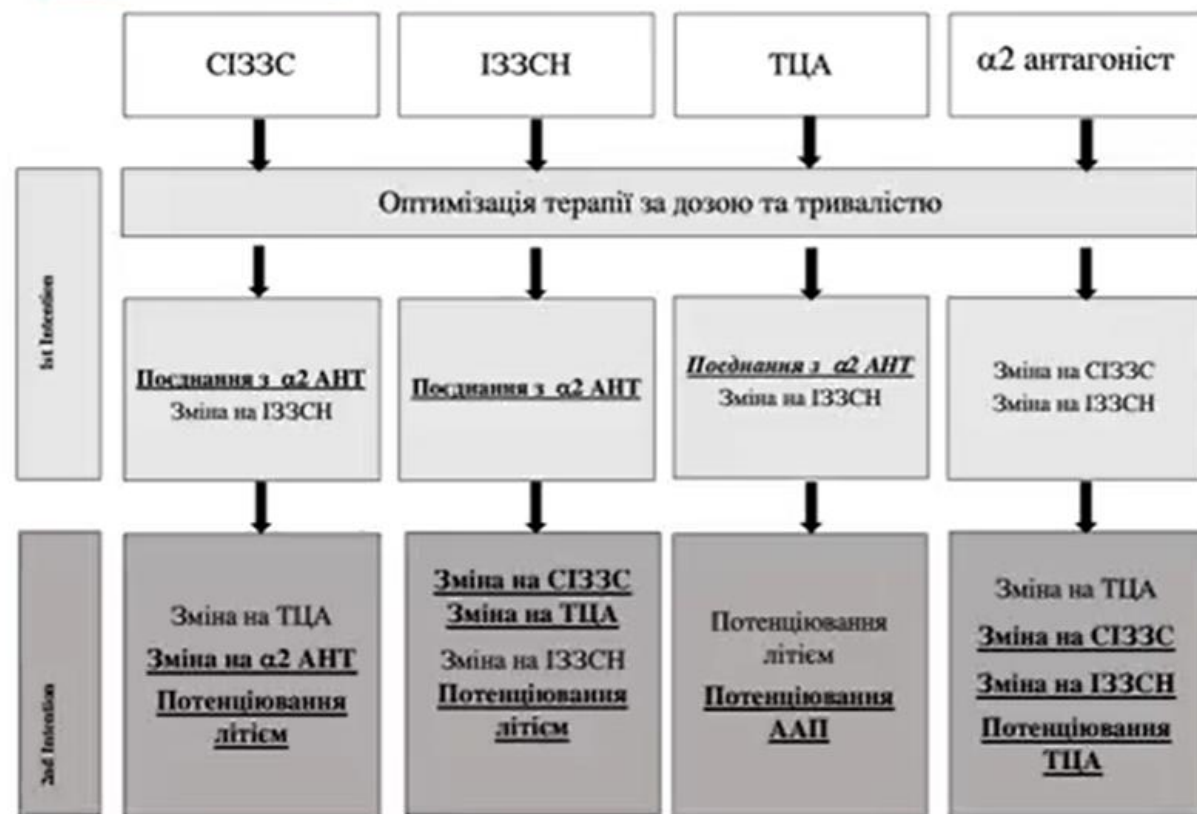 СІЗЗС
ІЗЗСН
ТЦА
α2 антагоніст
1st Intention
Оптимізація терапії за дозою та тривалістю
Поєднання з α2 АНТ
Зміна на ІЗЗСН
Поєднання з α2 АНТ
Поєднання з α2 АНТ
Зміна на ІЗЗСН
Зміна на СІЗЗС
Зміна на ІЗЗСН
2nd Intention
Зміна на ТЦА
Зміна на α2 АНТ
Потенціювання
літієм
Зміна на СІЗЗС
Зміна на ТЦА
Зміна на ІЗЗСН
Потенціювання
літієм
Потенціювання
літієм
Потенціювання
ААП
Зміна на ТЦА
Зміна на СІЗЗС
Зміна на ІЗЗСН
Потенціювання
ТЦА